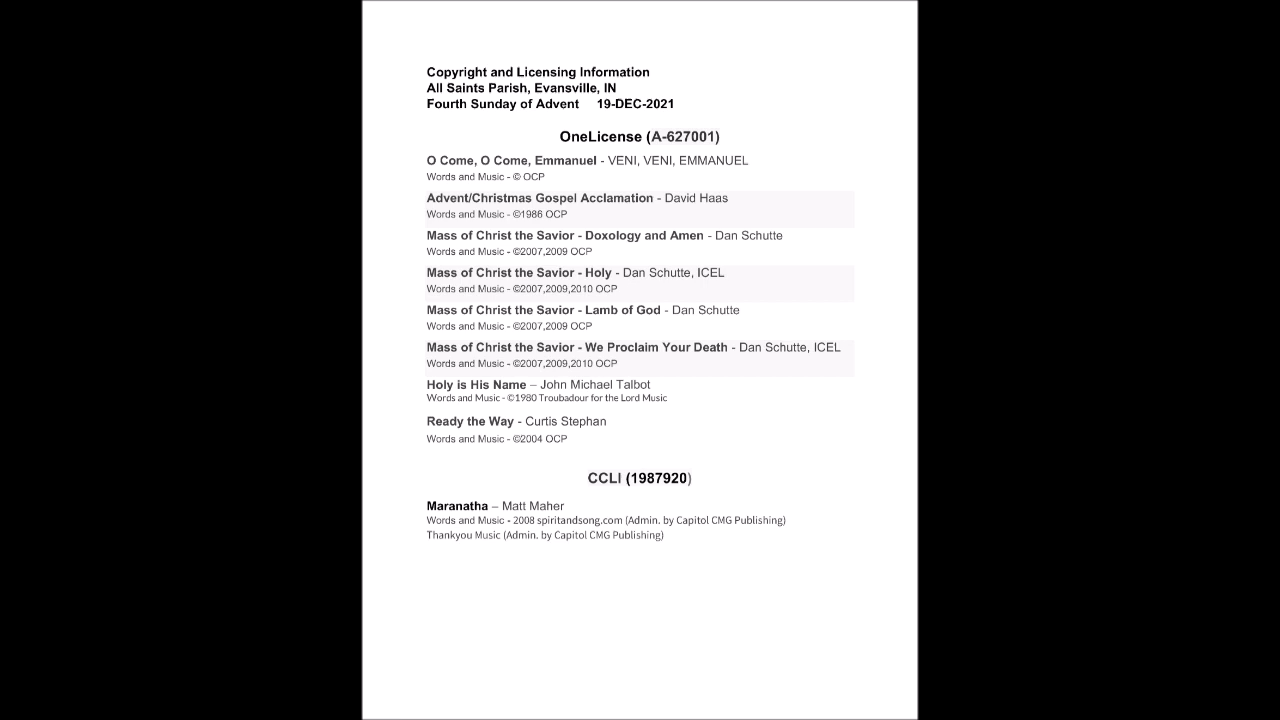 Copyright and Licensing Information
All Saints Parish, Evansville, IN
Fourth Sunday of Advent 19-DEC-2021
OneLicense (A-627001)
O Come, O Come, Emmanuel - VENI, VENI, EMMANUEL
Words and Music - © OCP
Advent/Christmas Gospel Acclamation - David Haas
Words and Music - ©1986 OCP
Mass of Christ the Savior - Doxology and Amen - Dan Schutte
Words and Music - ©2007,2009 OCP
Mass of Christ the Savior - Holy - Dan Schutte, ICEL
Words and Music - ©2007,2009,2010 OCP
Mass of Christ the Savior - Lamb of God - Dan Schutte
Words and Music - ©2007,2009 OCP
Mass of Christ the Savior - We Proclaim Your Death - Dan Schutte, ICEL
Words and Music - ©2007,2009,2010 OCP
Holy is His Name – John Michael Talbot
Words and Music - ©1980 Troubadour for the Lord Music
Ready the Way - Curtis Stephan
Words and Music - ©2004 OCP
CCLI (1987920)
Maranatha – Matt Maher
Words and Music - 2008 spiritandsong.com (Admin. by Capitol CMG Publishing)
Thankyou Music (Admin. by Capitol CMG Publishing)